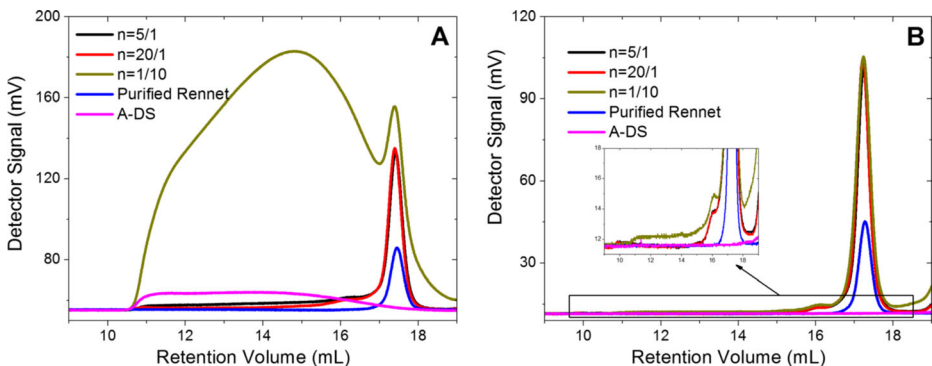 A
n=5/1
n=20/1
n=1/10
Purified Rennet
A-DS
Detector Signal (mV)
200
160
120
80
8 10 12 14 16 18
Retention Volume (mL)
B
n=5/1
n=20/1
n=1/10
Purified Rennet
A-DS
Detector Signal (mV)
120
90
60
30
18
16
14
12
10 11 14 16 18
10 12 14 16 18
Retention Volume (mL)